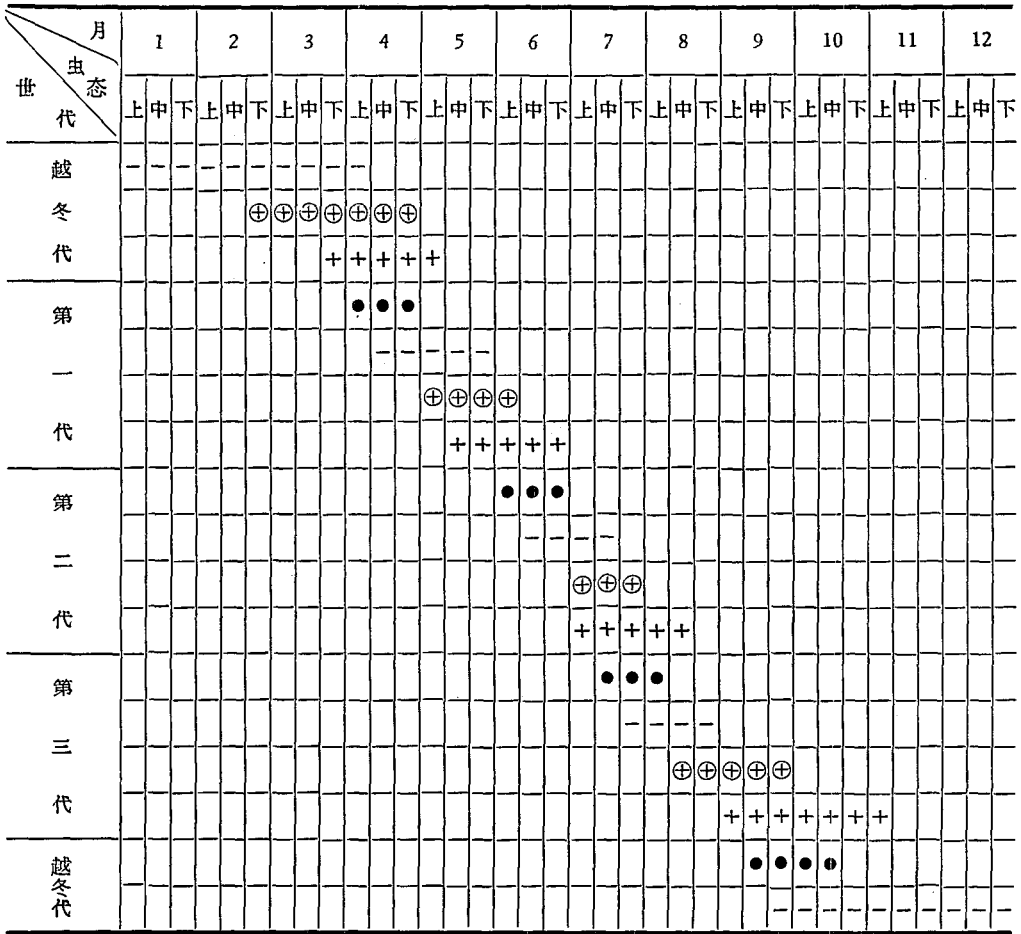 月 1 2 3 4 5 6 7 8 9 10 11 12
虫态
世代
上 中 下 上 中 下 上 中 下 上 中 下 上 中 下 上 中 下 上 中 下 上 中 下 上 中 下 上 中 下 上 中 下 上 中 下
越冬代 － － － － － － － － － －
⊕ ⊕ ⊕ ⊕ ⊕ ⊕ ⊕
+ + + + +
第一代 ● ● ●
－ － － － －
⊕ ⊕ ⊕ ⊕
+ + + + +
第二代 ● ● ●
－ － － －
⊕ ⊕ ⊕
+ + + + +
第三代 ● ● ●
－ － － －
⊕ ⊕ ⊕ ⊕ ⊕
+ + + + + + +
越冬代 ● ● ● ●
－ － － － － － － － － －